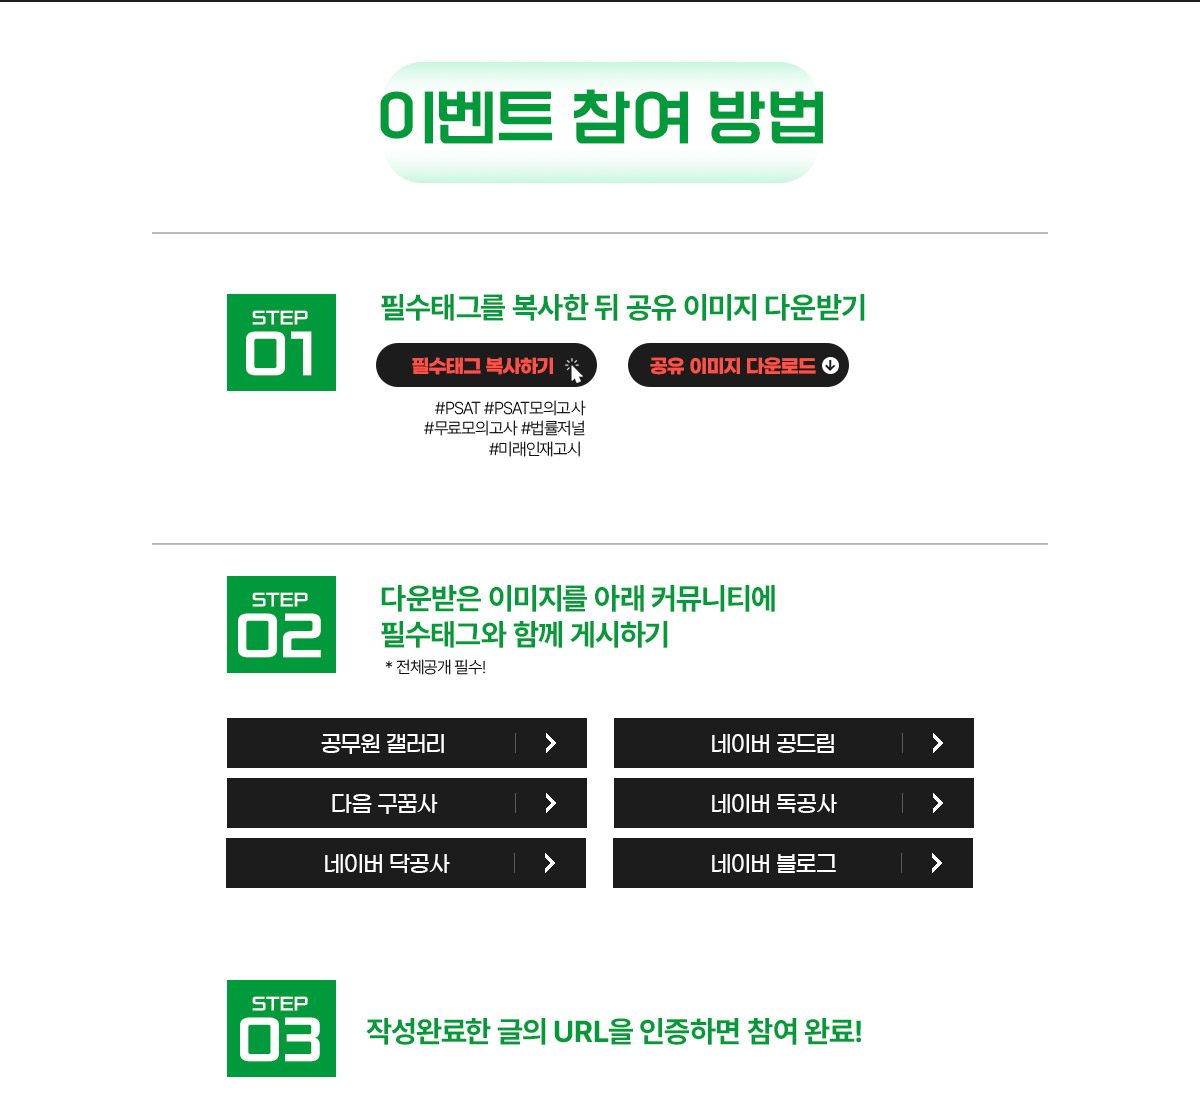 이벤트 참여 방법
STEP
01
필수태그를 복사한 뒤 공유 이미지 다운받기
필수태그 복사하기
공유 이미지 다운로드
#PSAT #PSAT모의고사
#무료모의고사 #법률저널
#미래인재고시
STEP
02
다운받은 이미지를 아래 커뮤니티에
필수태그와 함께 게시하기
* 전체공개 필수!
공무원 갤러리
네이버 공드림
다음 구꿈사
네이버 독공사
네이버 닥공사
네이버 블로그
STEP
03
작성완료한 글의 URL을 인증하면 참여 완료!